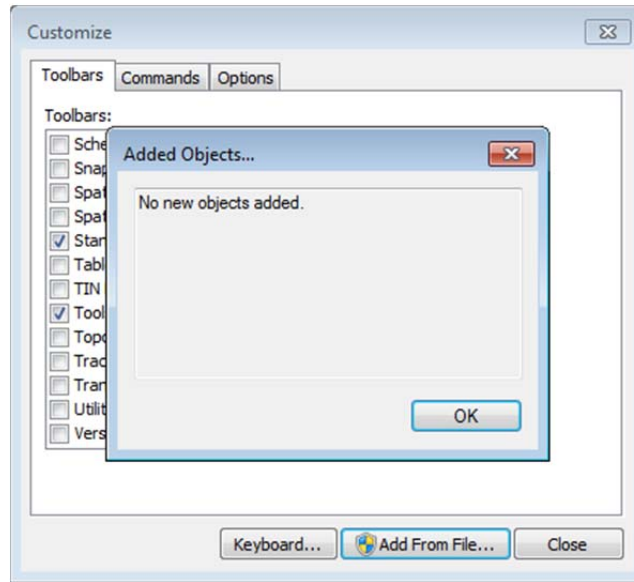 Customize
Toolbars Commands Options
Toolbars:
Sche
Snap
Spat
Spat
Stan
Tabl
TIN
Tool
Topo
Trac
Tran
Utilit
Vers
Added Objects...
No new objects added.
OK
Keyboard... Add From File... Close